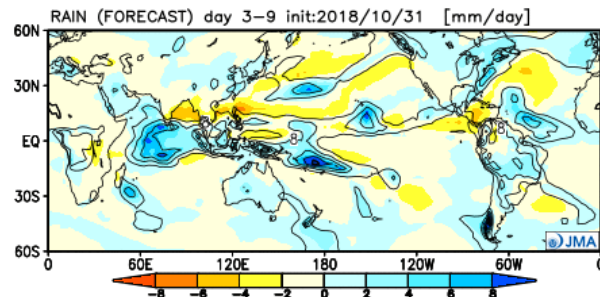 RAIN (FORECAST) day 3-9 init:2018/10/31 [mm/day]
60N
30N
EQ
30S
60S
0 60E 120E 180 120W 60W 0
JMA
-8 -6 -4 -2 0 2 4 6 8